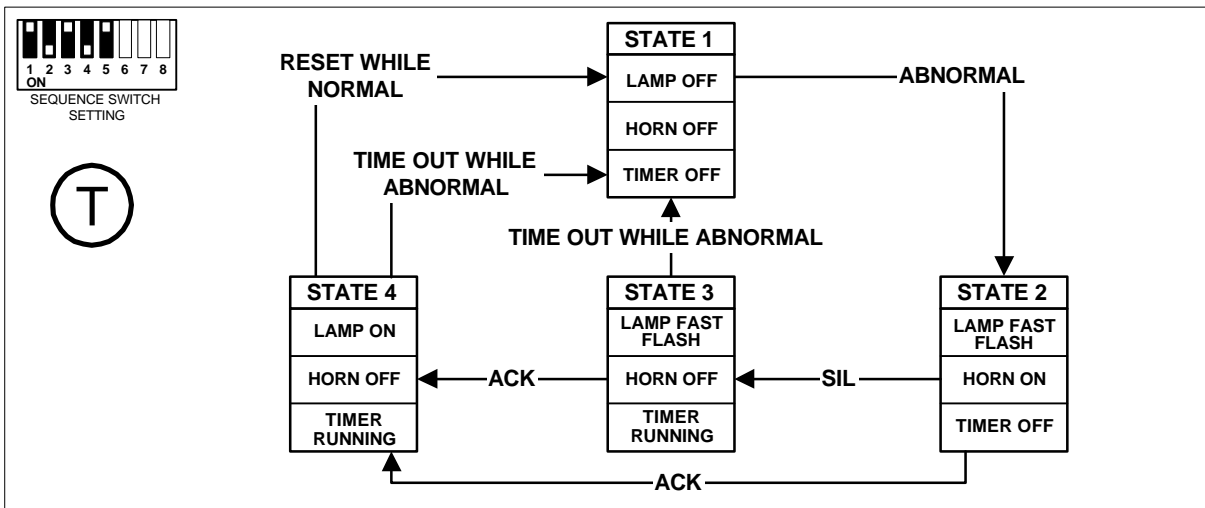 1 2 3 4 5 6 7 8
ON
SEQUENCE SWITCH
SETTING
T
RESET WHILE
NORMAL
TIME OUT WHILE
ABNORMAL
STATE 1
LAMP OFF
HORN OFF
TIMER OFF
ABNORMAL
TIME OUT WHILE ABNORMAL
STATE 4
LAMP ON
HORN OFF
TIMER
RUNNING
ACK
STATE 3
LAMP FAST
FLASH
HORN OFF
TIMER
RUNNING
SIL
STATE 2
LAMP FAST
FLASH
HORN ON
TIMER OFF
ACK